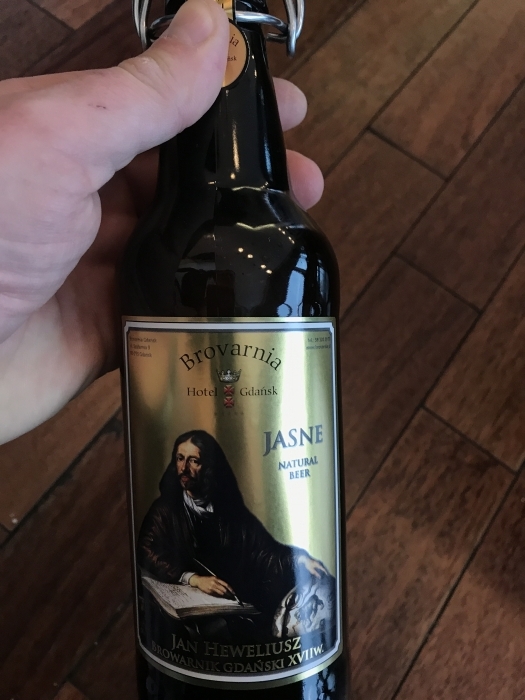 Brovarnia
Hotel Gdańsk
JASNE
NATURAL
BEER
JAN HEWELIUSZ
BROWARNIK GDAŃSKI XVIIW.